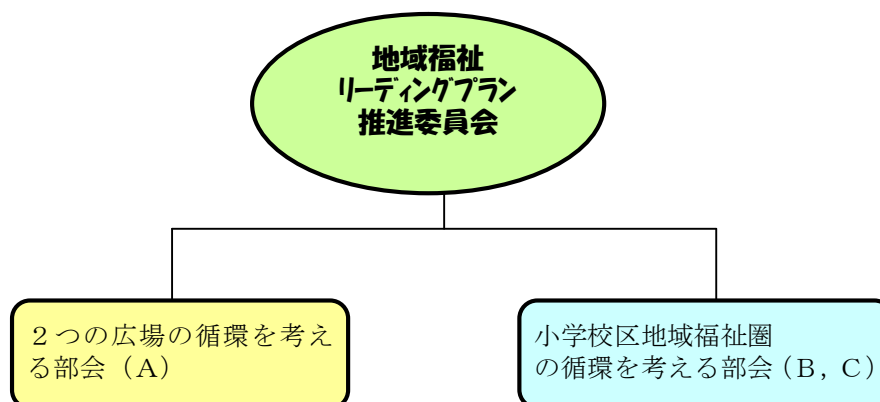 地域福祉
リーディングプラン
推進委員会
２つの広場の循環を考え
る部会（Ａ）
小学校区地域福祉圏
の循環を考える部会（Ｂ，Ｃ）